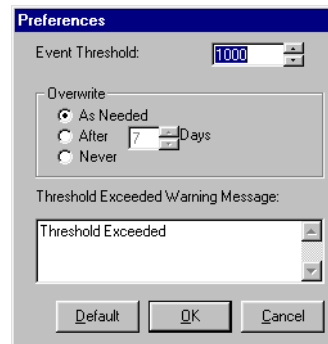 Preferences
Event Threshold: 1000
Overwrite
As Needed
After 7 Days
Never
Threshold Exceeded Warning Message:
Threshold Exceeded
Default OK Cancel